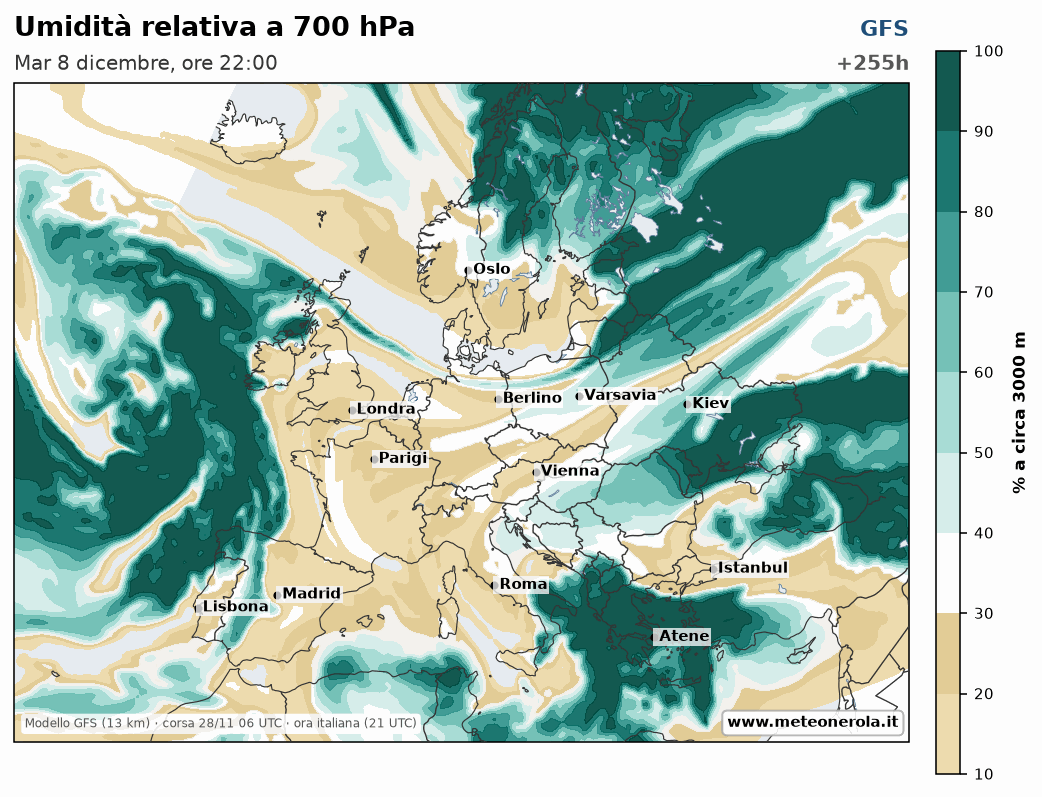 Umidità relativa a 700 hPa
GFS
Mar 8 dicembre, ore 22:00
+255h
100
90
80
70
60
50
40
30
20
10
% a circa 3000 m
Oslo
Berlino
Varsavia
Kiev
Londra
Parigi
Vienna
Istanbul
Roma
Madrid
Lisbona
Atene
Modello GFS (13 km) · corsa 28/11 06 UTC · ora italiana (21 UTC)
www.meteonerola.it